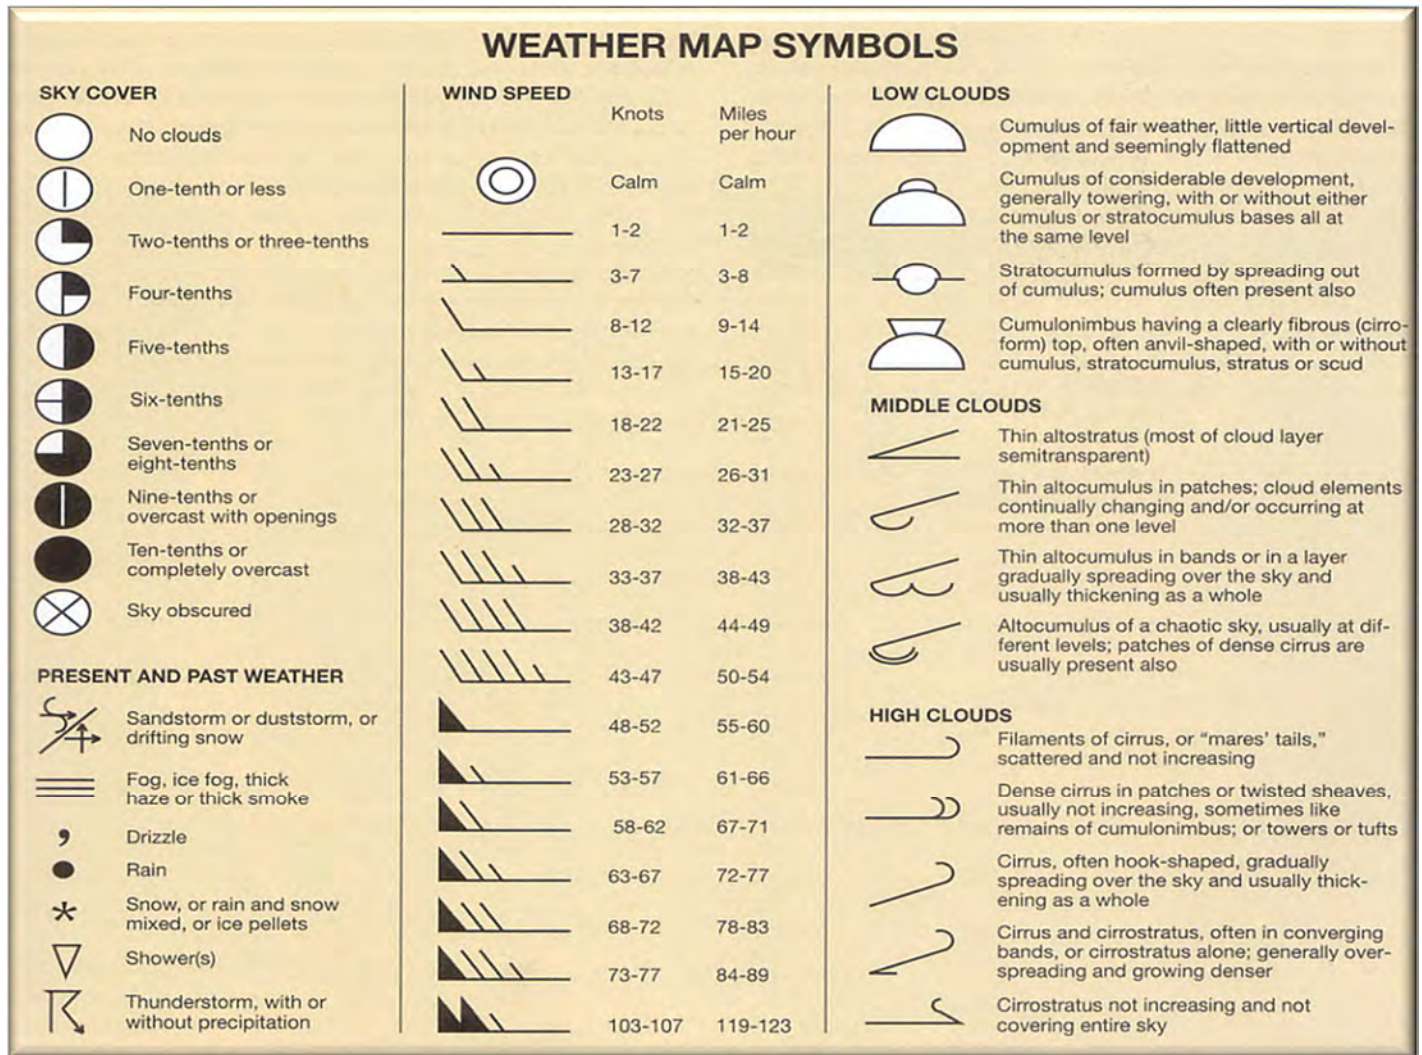 WEATHER MAP SYMBOLS
SKY COVER
No clouds
One-tenth or less
Two-tenths or three-tenths
Four-tenths
Five-tenths
Six-tenths
Seven-tenths or
eight-tenths
Nine-tenths or
overcast with openings
Ten-tenths or
completely overcast
Sky obscured
PRESENT AND PAST WEATHER
Sandstorm or duststorm, or
drifting snow
Fog, ice fog, thick
haze or thick smoke
Drizzle
Rain
Snow, or rain and snow
mixed, or ice pellets
Shower(s)
Thunderstorm, with or
without precipitation
WIND SPEED
Knots Miles
per hour
Calm Calm
1-2 1-2
3-7 3-8
8-12 9-14
13-17 15-20
18-22 21-25
23-27 26-31
28-32 32-37
33-37 38-43
38-42 44-49
43-47 50-54
48-52 55-60
53-57 61-66
58-62 67-71
63-67 72-77
68-72 78-83
73-77 84-89
103-107 119-123
LOW CLOUDS
Cumulus of fair weather, little vertical devel-
opment and seemingly flattened
Cumulus of considerable development,
generally towering, with or without either
cumulus or stratocumulus bases all at
the same level
Stratocumulus formed by spreading out
of cumulus; cumulus often present also
Cumulonimbus having a clearly fibrous (cirro-
form) top, often anvil-shaped, with or without
cumulus, stratocumulus, stratus or scud
MIDDLE CLOUDS
Thin altostratus (most of cloud layer
semitransparent)
Thin altocumulus in patches; cloud elements
continually changing and/or occurring at
more than one level
Thin altocumulus in bands or in a layer
gradually spreading over the sky and
usually thickening as a whole
Altocumulus of a chaotic sky, usually at dif-
ferent levels; patches of dense cirrus are
usually present also
HIGH CLOUDS
Filaments of cirrus, or “mares’ tails,”
scattered and not increasing
Dense cirrus in patches or twisted sheaves,
usually not increasing, sometimes like
remains of cumulonimbus; or towers or tufts
Cirrus, often hook-shaped, gradually
spreading over the sky and usually thick-
ening as a whole
Cirrus and cirrostratus, often in converging
bands, or cirrostratus alone; generally over-
spreading and growing denser
Cirrostratus not increasing and not
covering entire sky